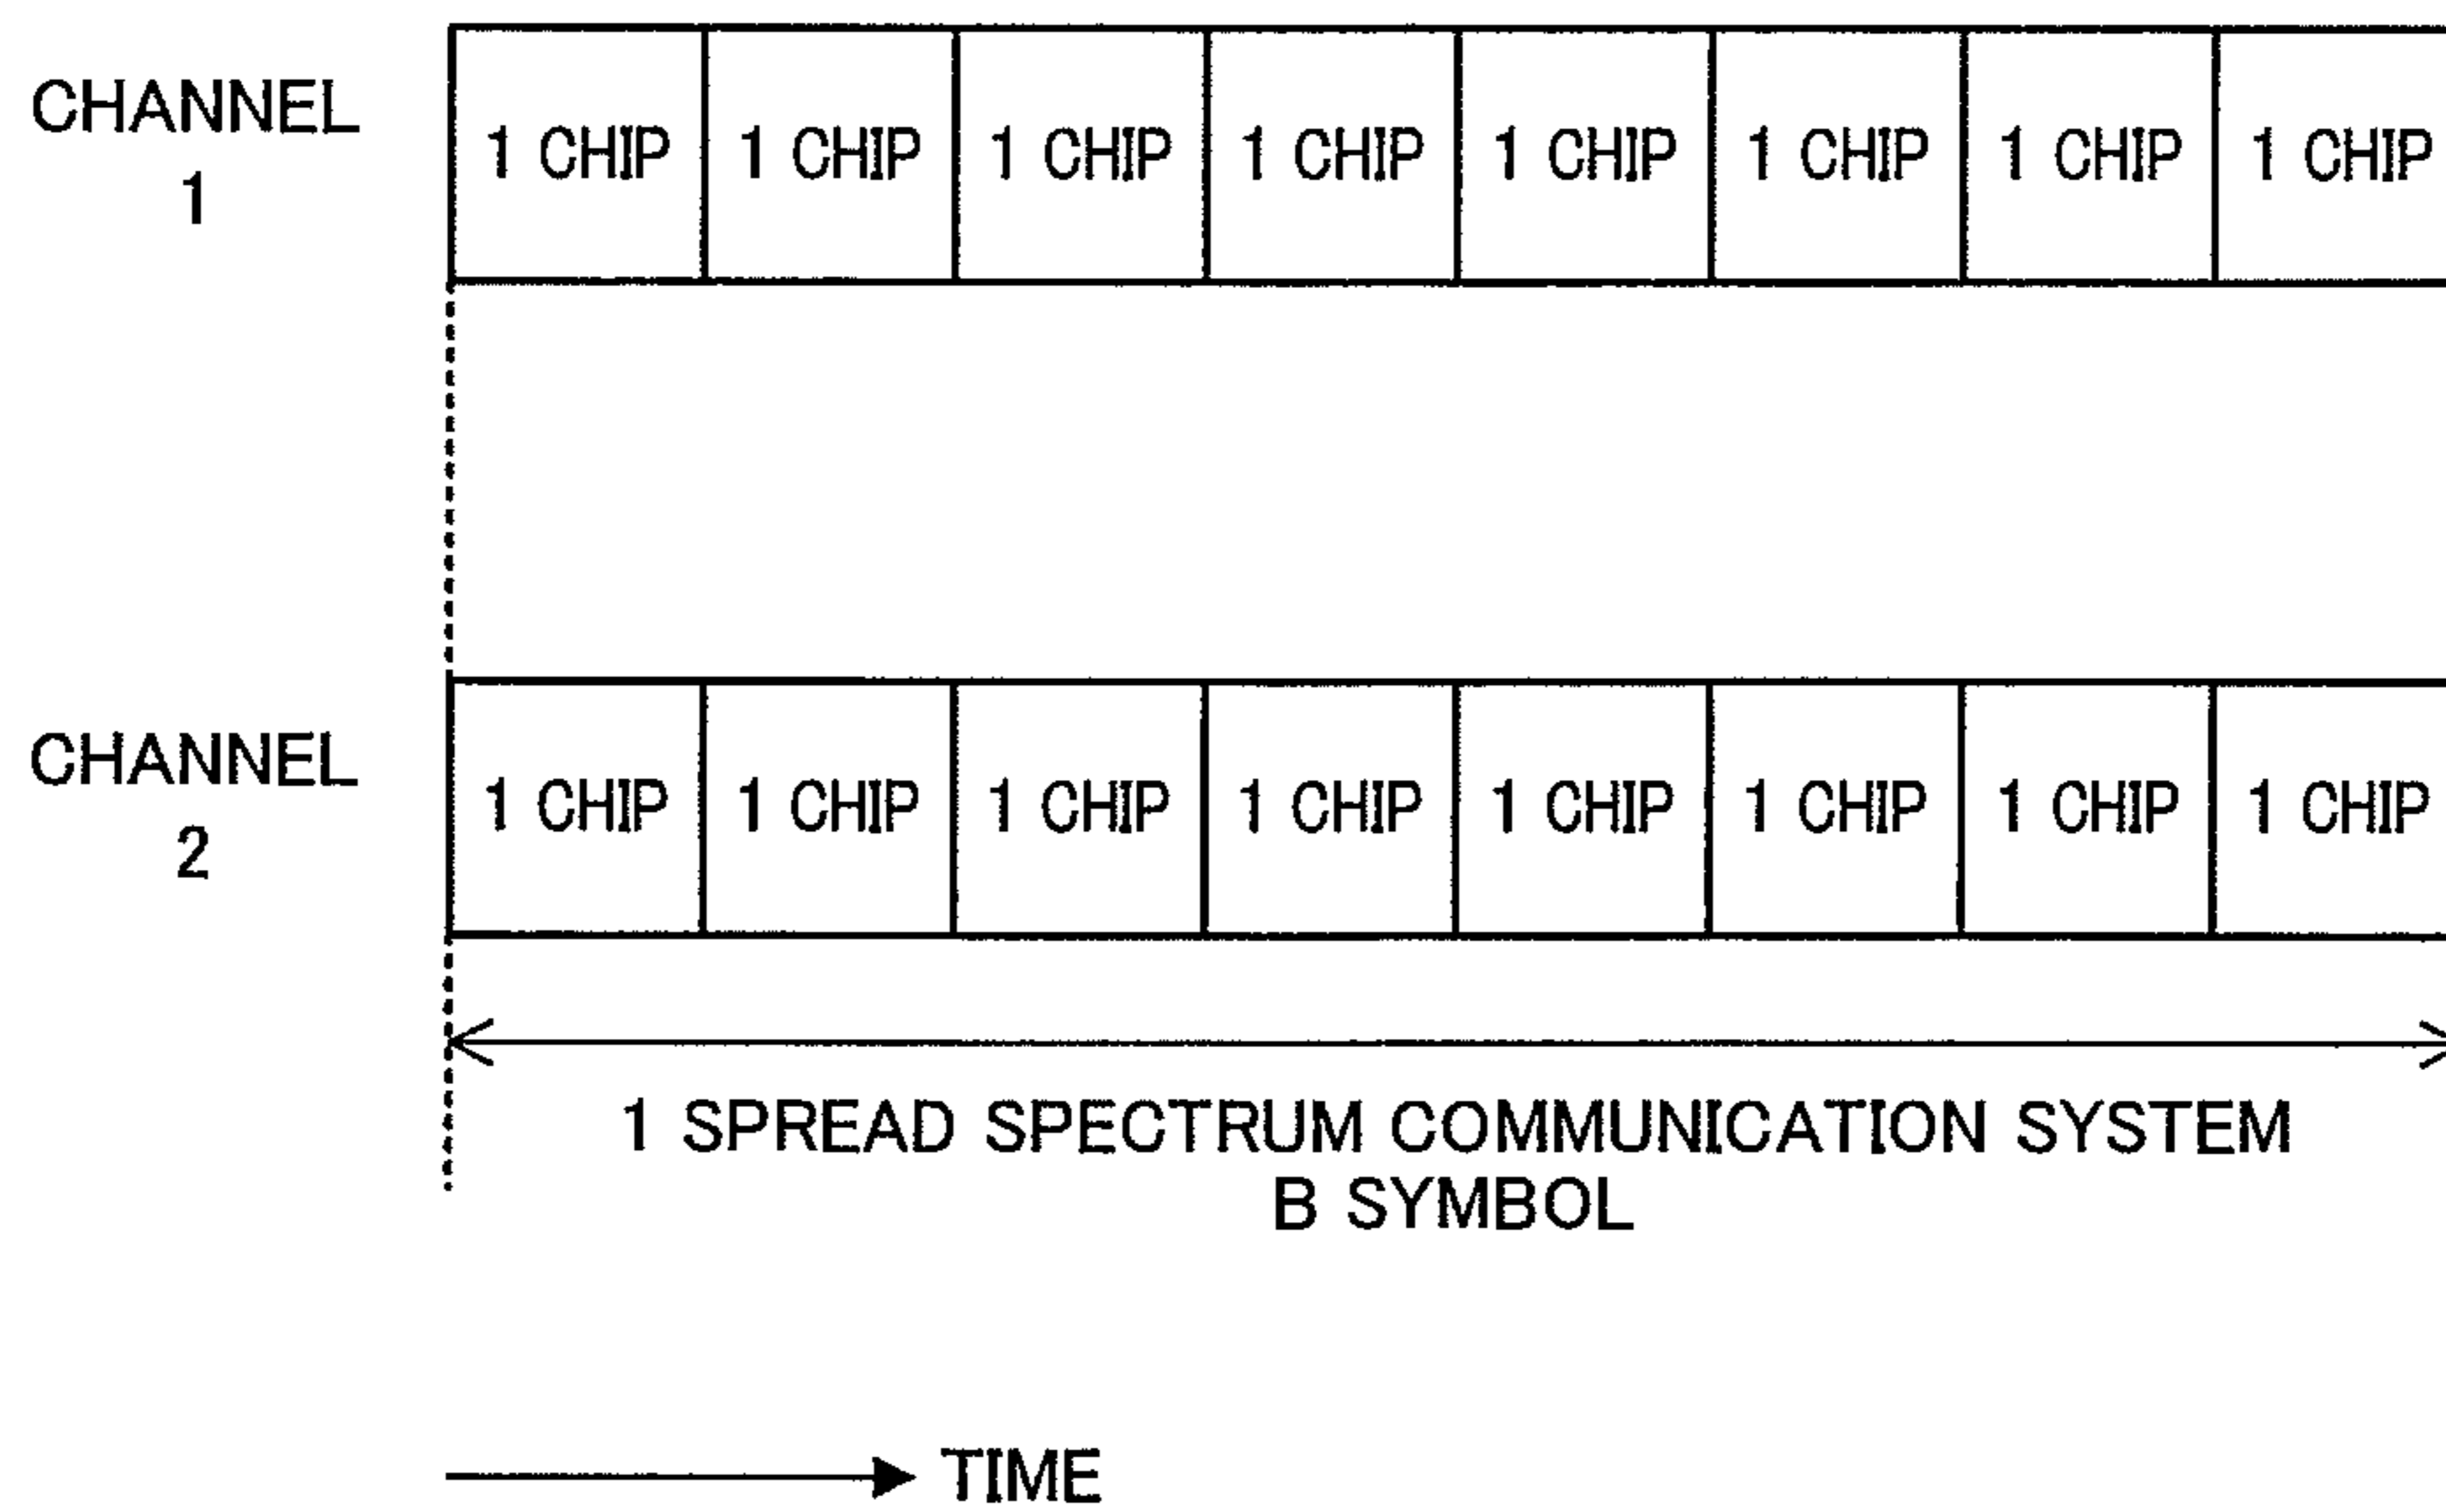 CHANNEL
1
1 CHIP 1 CHIP 1 CHIP 1 CHIP 1 CHIP 1 CHIP 1 CHIP 1 CHIP
CHANNEL
2
1 CHIP 1 CHIP 1 CHIP 1 CHIP 1 CHIP 1 CHIP 1 CHIP 1 CHIP
1 SPREAD SPECTRUM COMMUNICATION SYSTEM
B SYMBOL
TIME